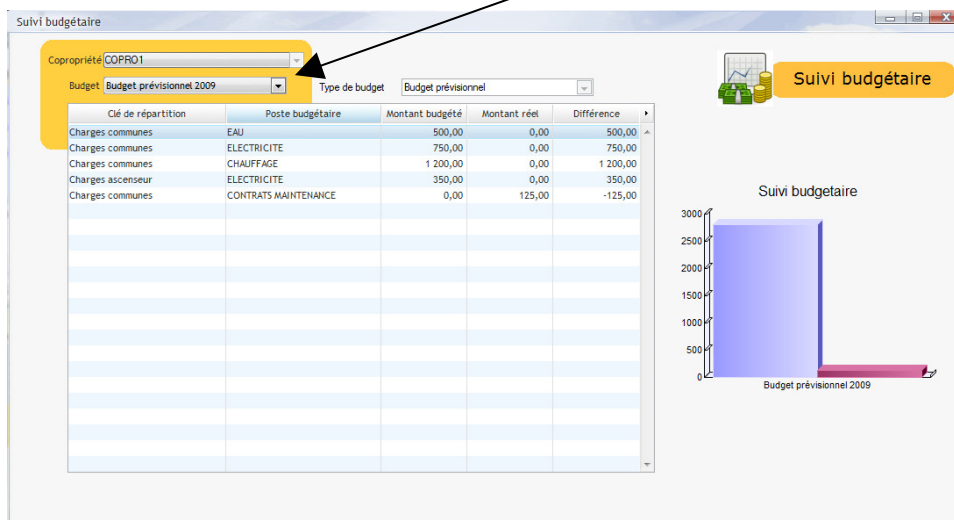 Suivi budgétaire
Copropriété COPRO1
Budget Budget prévisionnel 2009 Type de budget Budget prévisionnel
Suivi budgétaire
Clé de répartition Poste budgétaire Montant budgété Montant réel Différence
Charges communes EAU 500,00 0,00 500,00
Charges communes ELECTRICITE 750,00 0,00 750,00
Charges communes CHAUFFAGE 1 200,00 0,00 1 200,00
Charges ascenseur ELECTRICITE 350,00 0,00 350,00
Charges communes CONTRATS MAINTENANCE 0,00 125,00 -125,00
Suivi budgetaire
3000
2500
2000
1500
1000
500
0
Budget prévisionnel 2009